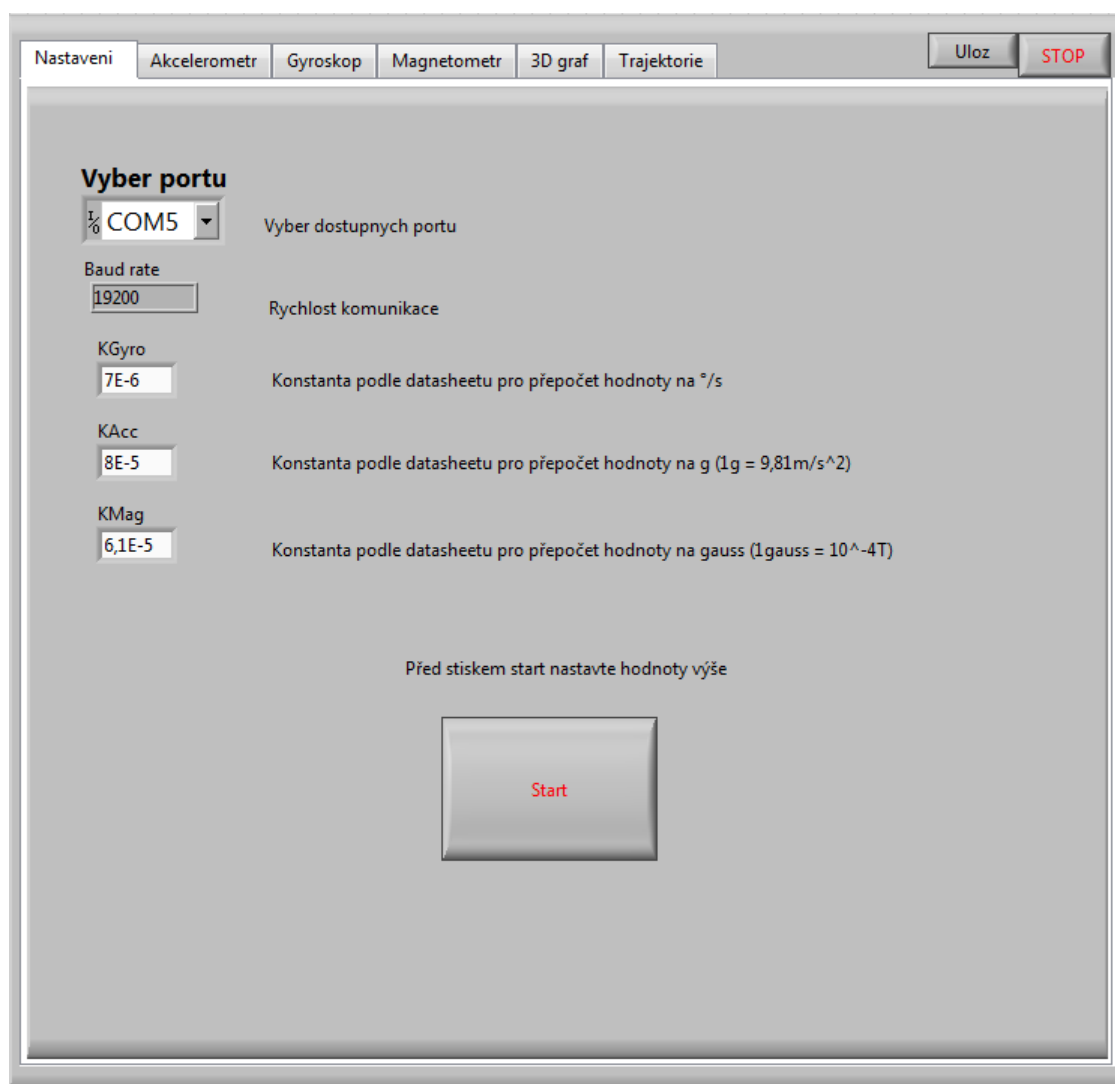 Nastaveni Akcelerometr Gyroskop Magnetometr 3D graf Trajektorie Uloz STOP
Vyber portu
I/O COM5 Vyber dostupnych portu
Baud rate
19200 Rychlost komunikace
KGyro
7E-6 Konstanta podle datasheetu pro přepočet hodnoty na °/s
KAcc
8E-5 Konstanta podle datasheetu pro přepočet hodnoty na g (1g = 9,81m/s^2)
KMag
6,1E-5 Konstanta podle datasheetu pro přepočet hodnoty na gauss (1gauss = 10^-4T)
Před stiskem start nastavte hodnoty výše
Start